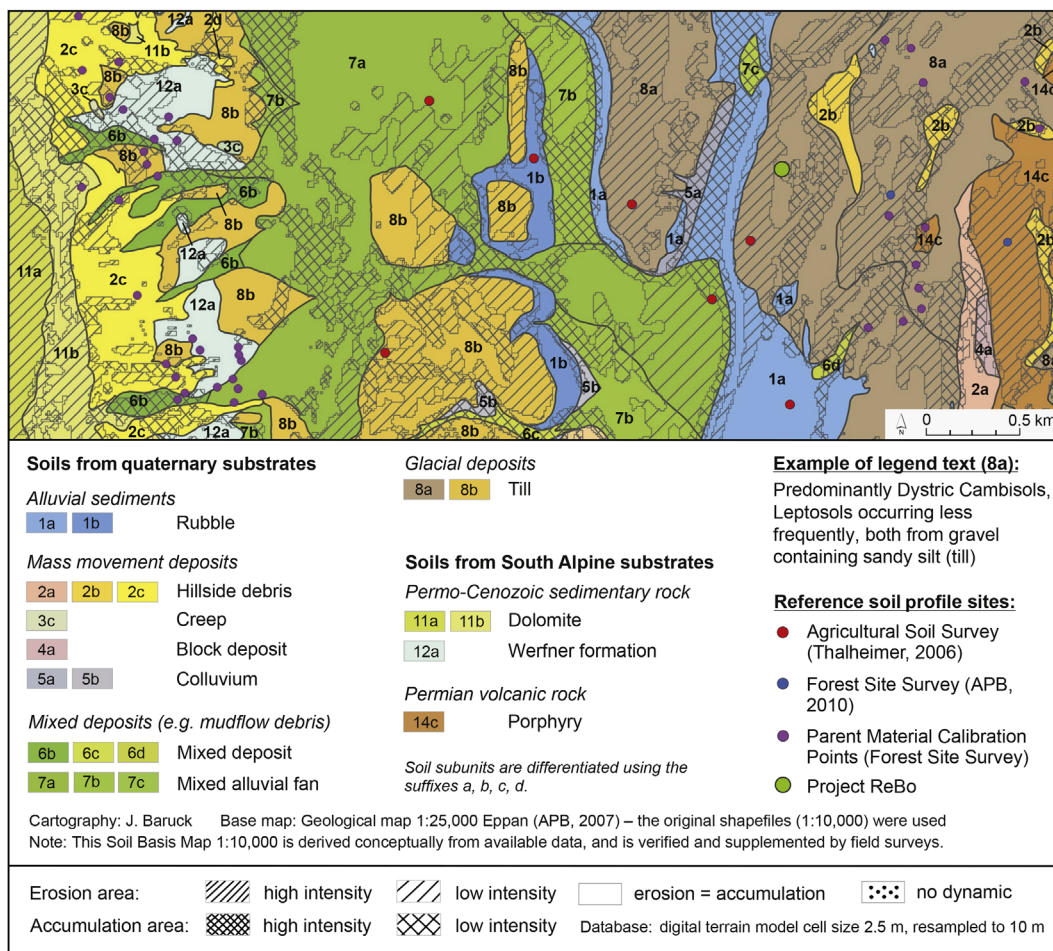 12a
2d
8b
2c
11b
8b
12a
3c
8b
7b
6b
3c
8b
6b
8b
12a
6b
11a
2c
12a
8b
11b
8b
6b
2c
12a
7b
8b
7a
8b
7b
1b
8b
8b
1a
8a
5a
1a
8b
1b
5b
5b
8b
6c
7b
7c
8a
2b
2b
2b
14c
2b
14c
14c
2b
1a
6d
1a
4a
2a
8a
N
0 0.5 km
Soils from quaternary substrates
Alluvial sediments
1a 1b Rubble
Mass movement deposits
2a 2b 2c Hillside debris
3c Creep
4a Block deposit
5a 5b Colluvium
Mixed deposits (e.g. mudflow debris)
6b 6c 6d Mixed deposit
7a 7b 7c Mixed alluvial fan
Glacial deposits
8a 8b Till
Soils from South Alpine substrates
Permo-Cenozoic sedimentary rock
11a 11b Dolomite
12a Werfner formation
Permian volcanic rock
14c Porphyry
Soil subunits are differentiated using the
suffixes a, b, c, d.
Example of legend text (8a):
Predominantly Dystric Cambisols,
Leptosols occurring less
frequently, both from gravel
containing sandy silt (till)
Reference soil profile sites:
Agricultural Soil Survey
(Thalheimer, 2006)
Forest Site Survey (APB,
2010)
Parent Material Calibration
Points (Forest Site Survey)
Project ReBo
Cartography: J. Baruck Base map: Geological map 1:25,000 Eppan (APB, 2007) – the original shapefiles (1:10,000) were used
Note: This Soil Basis Map 1:10,000 is derived conceptually from available data, and is verified and supplemented by field surveys.
Erosion area: high intensity low intensity erosion = accumulation no dynamic
Accumulation area: high intensity low intensity Database: digital terrain model cell size 2.5 m, resampled to 10 m